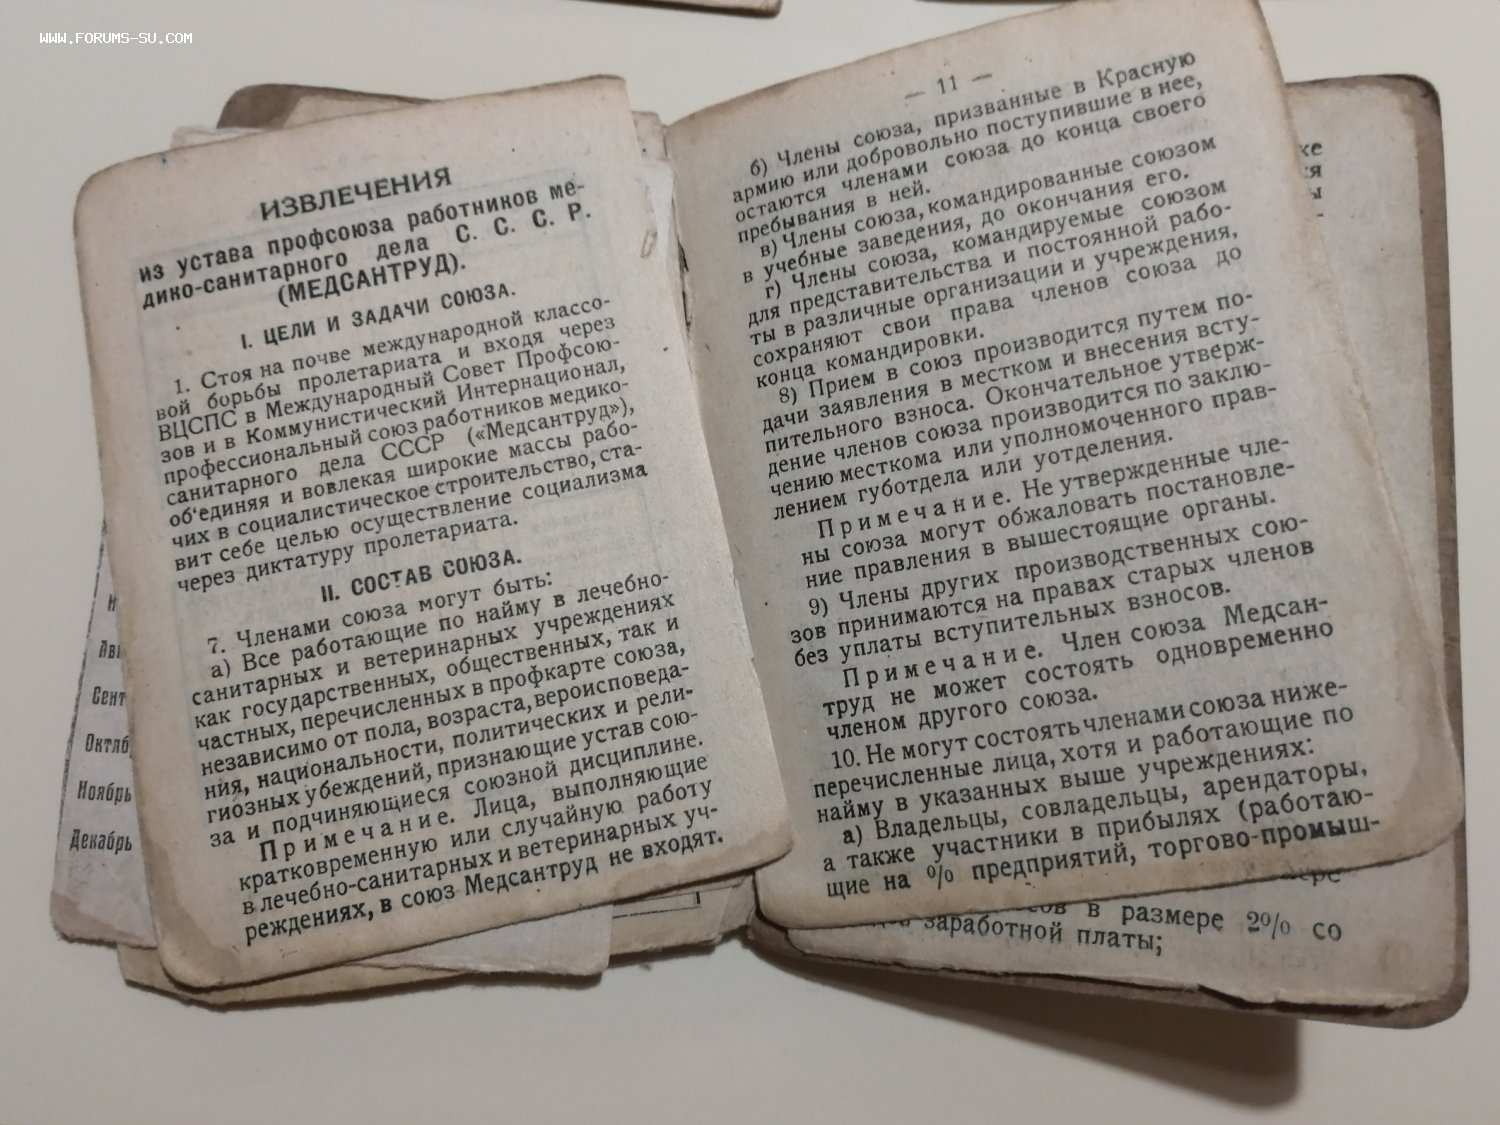 WWW.FORUMS-SU.COM
ИЗВЛЕЧЕНИЯ
из устава профсоюза работников ме-
дико-санитарного дела С. С. С. Р.
(МЕДСАНТРУД).
I. ЦЕЛИ И ЗАДАЧИ СОЮЗА.
1. Стоя на почве международной классо-
вой борьбы пролетариата и входя через
ВЦСПС в Международный Совет Профсою-
зов и в Коммунистический Интернационал,
профессиональный союз работников медико-
санитарного дела СССР («Медсантруд»),
об'единяя и вовлекая широкие массы рабо-
чих в социалистическое строительство, ста-
вит себе целью осуществление социализма
через диктатуру пролетариата.
II. СОСТАВ СОЮЗА.
7. Членами союза могут быть:
а) Все работающие по найму в лечебно-
санитарных и ветеринарных учреждениях
как государственных, общественных, так и
частных, перечисленных в профкарте союза,
независимо от пола, возраста, вероисповеда-
ния, национальности, политических и рели-
гиозных убеждений, признающие устав сою-
за и подчиняющиеся союзной дисциплине.
Примечание. Лица, выполняющие
кратковременную или случайную работу
в лечебно-санитарных и ветеринарных уч-
реждениях, в союз Медсантруд не входят.
Сент
Октяб
Ноябрь
Декабрь
— 11 —
б) Члены союза, призванные в Красную
армию или добровольно поступившие в нее,
остаются членами союза до конца своего
пребывания в ней.
в) Члены союза, командированные союзом
в учебные заведения, до окончания его.
г) Члены союза, командируемые союзом
для представительства и постоянной рабо-
ты в различные организации и учреждения,
сохраняют свои права членов союза до
конца командировки.
8) Прием в союз производится путем по-
дачи заявления в местком и внесения всту-
пительного взноса. Окончательное утверж-
дение членов союза производится по заклю-
чению месткома или уполномоченного прав-
лением губотдела или уотделения.
Примечание. Не утвержденные чле-
ны союза могут обжаловать постановле-
ние правления в вышестоящие органы.
9) Члены других производственных сою-
зов принимаются на правах старых членов
без уплаты вступительных взносов.
Примечание. Член союза Медсан-
труд не может состоять одновременно
членом другого союза.
10. Не могут состоять членами союза ниже-
перечисленные лица, хотя и работающие по
найму в указанных выше учреждениях:
а) Владельцы, совладельцы, арендаторы,
а также участники в прибылях (работаю-
щие на % предприятий, торгово-промыш-
в размере 2% со
заработной платы;